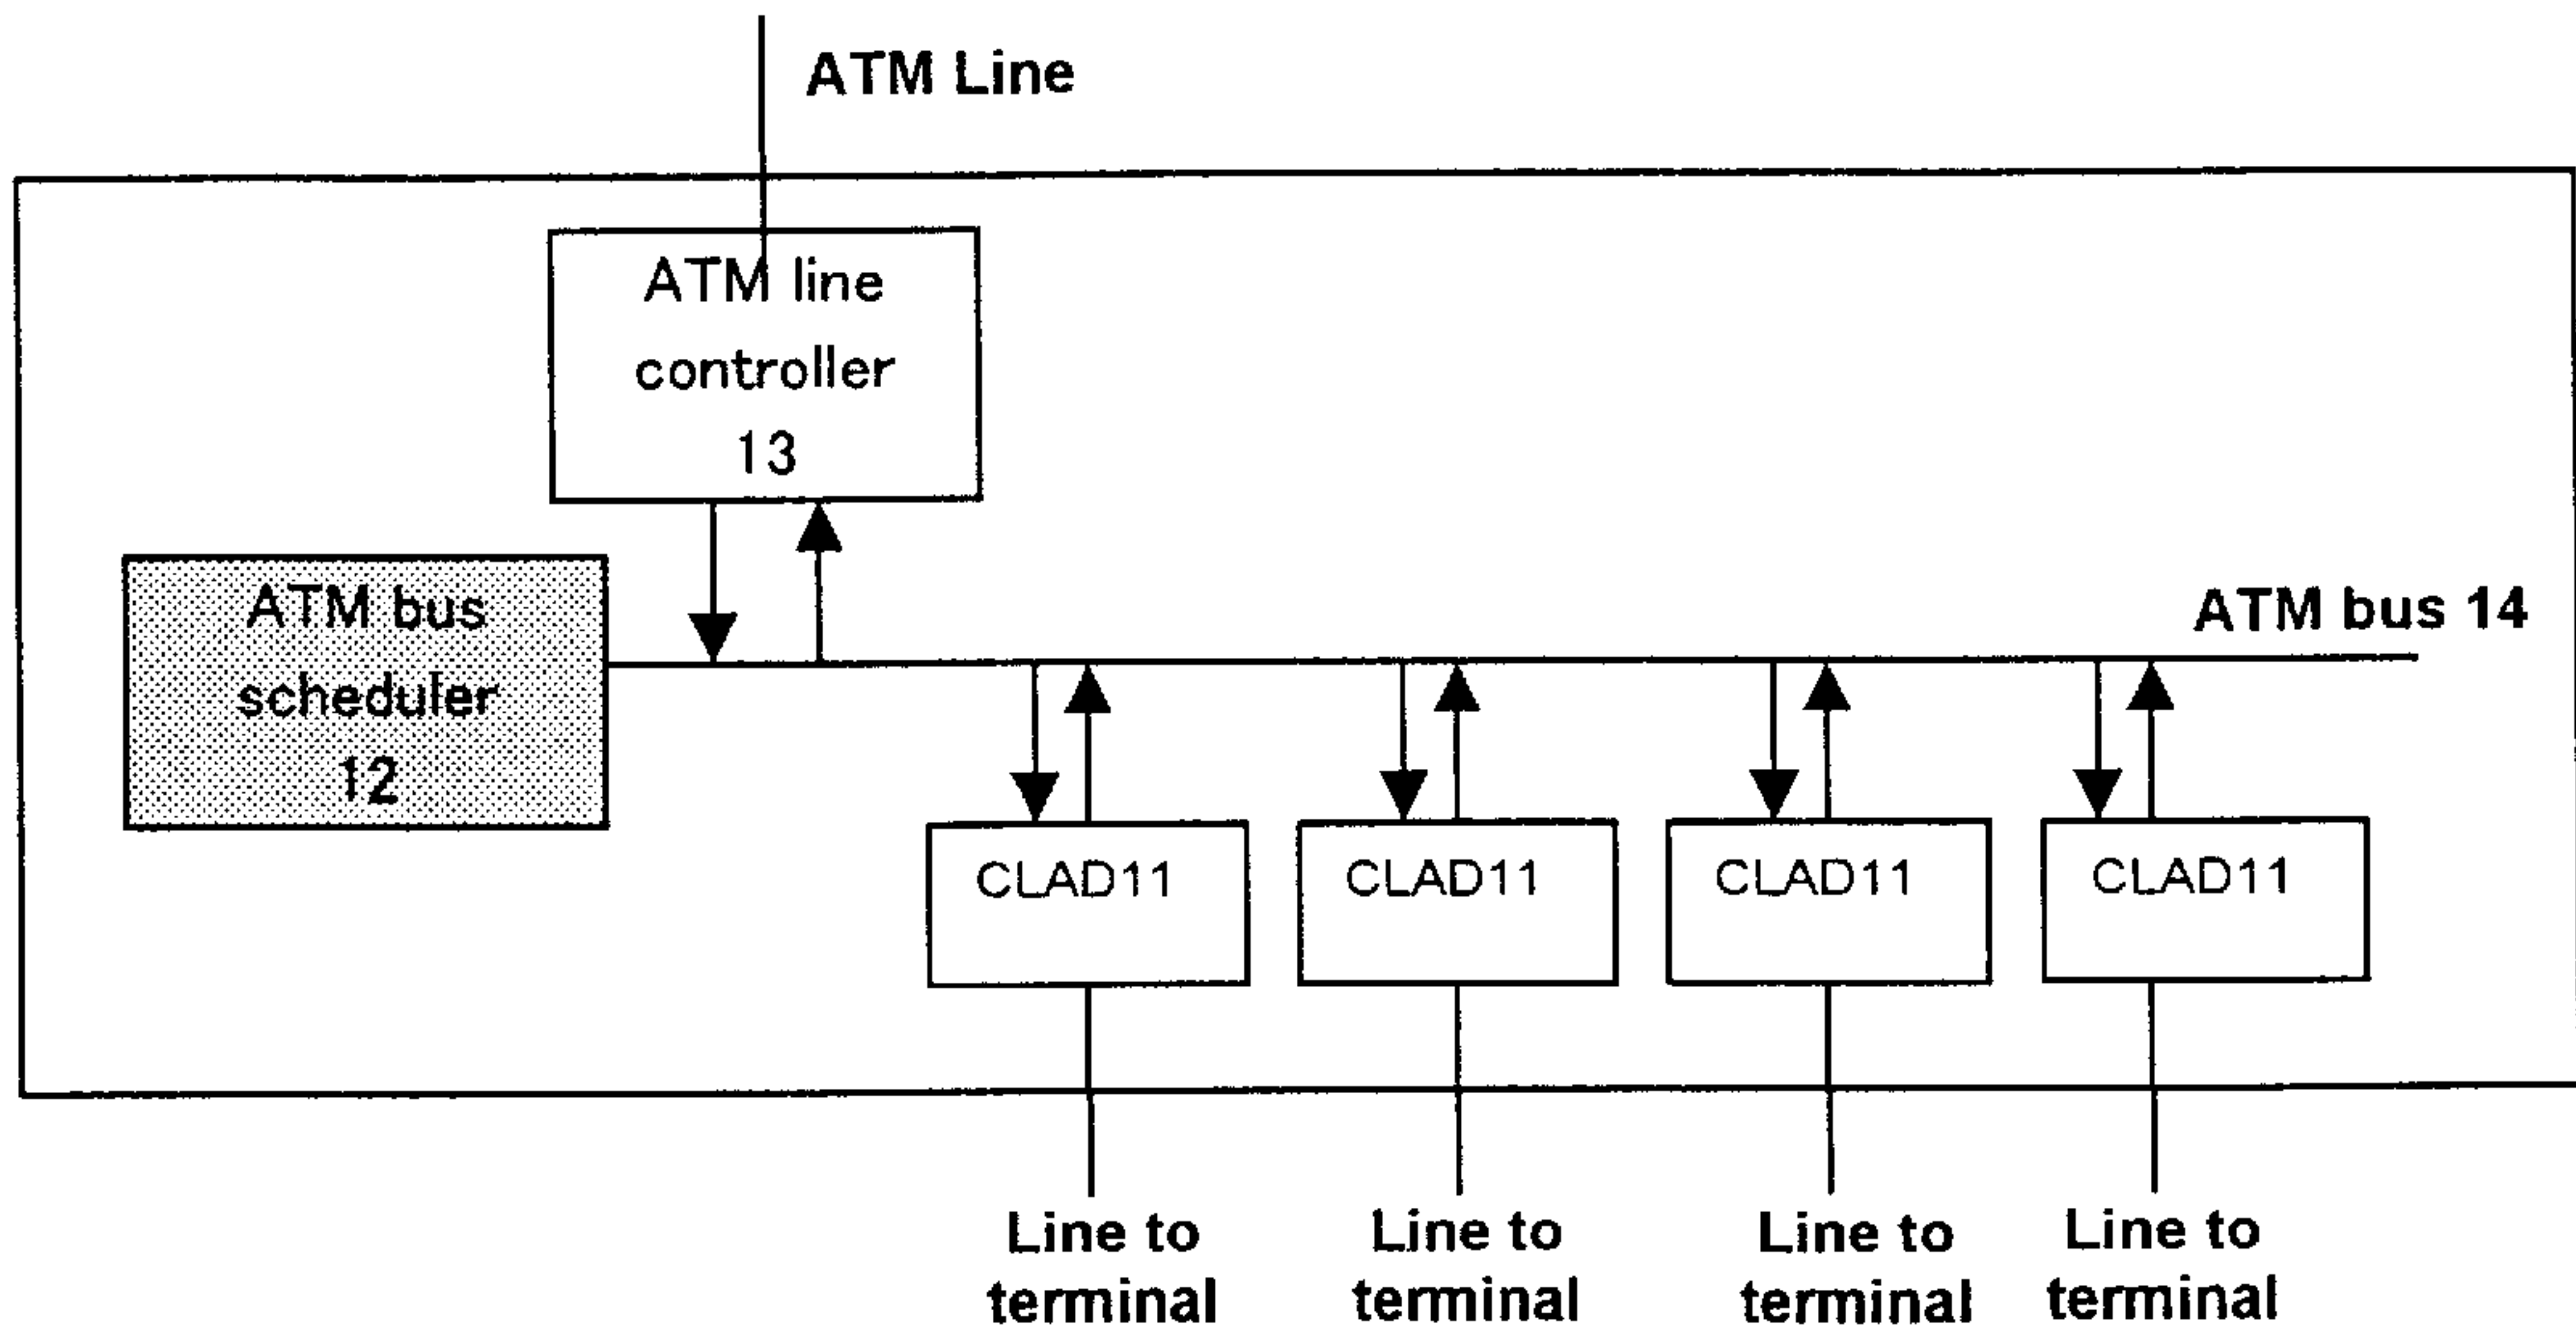 ATM Line
ATM line
controller
13
ATM bus
scheduler
12
ATM bus 14
CLAD11
CLAD11
CLAD11
CLAD11
Line to
terminal
Line to
terminal
Line to
terminal
Line to
terminal